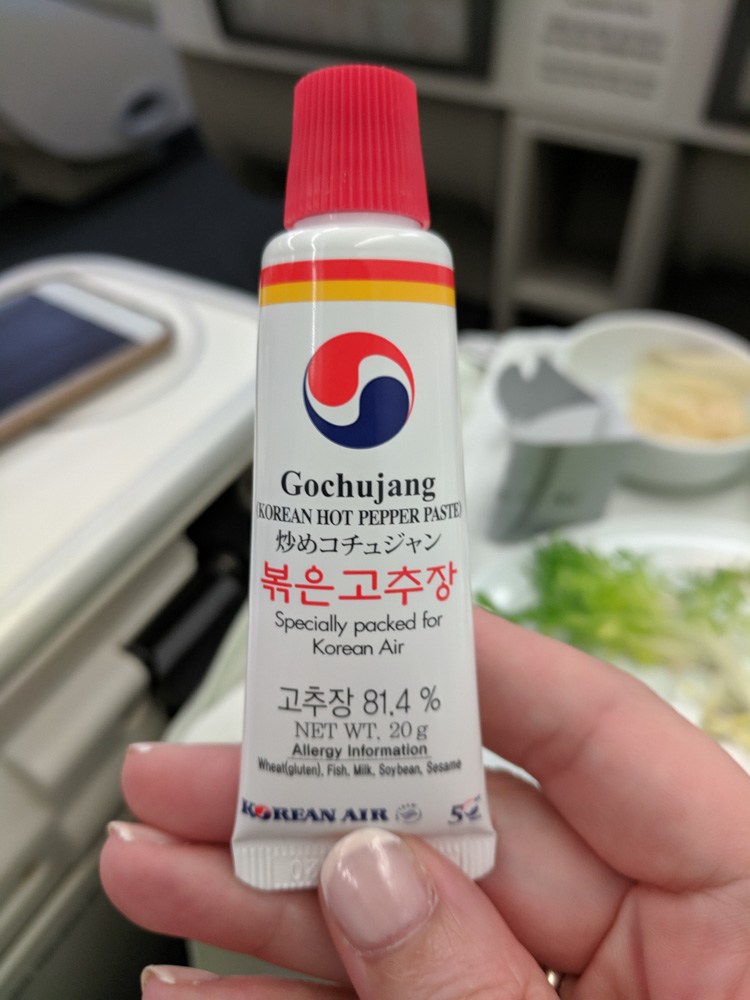 Gochujang
(KOREAN HOT PEPPER PASTE)
炒めコチュジャン
볶은고추장
Specially packed for
Korean Air
고추장 81.4 %
NET WT. 20 g
Allergy Information
Wheat(gluten), Fish, Milk, Soybean, Sesame
KOREAN AIR